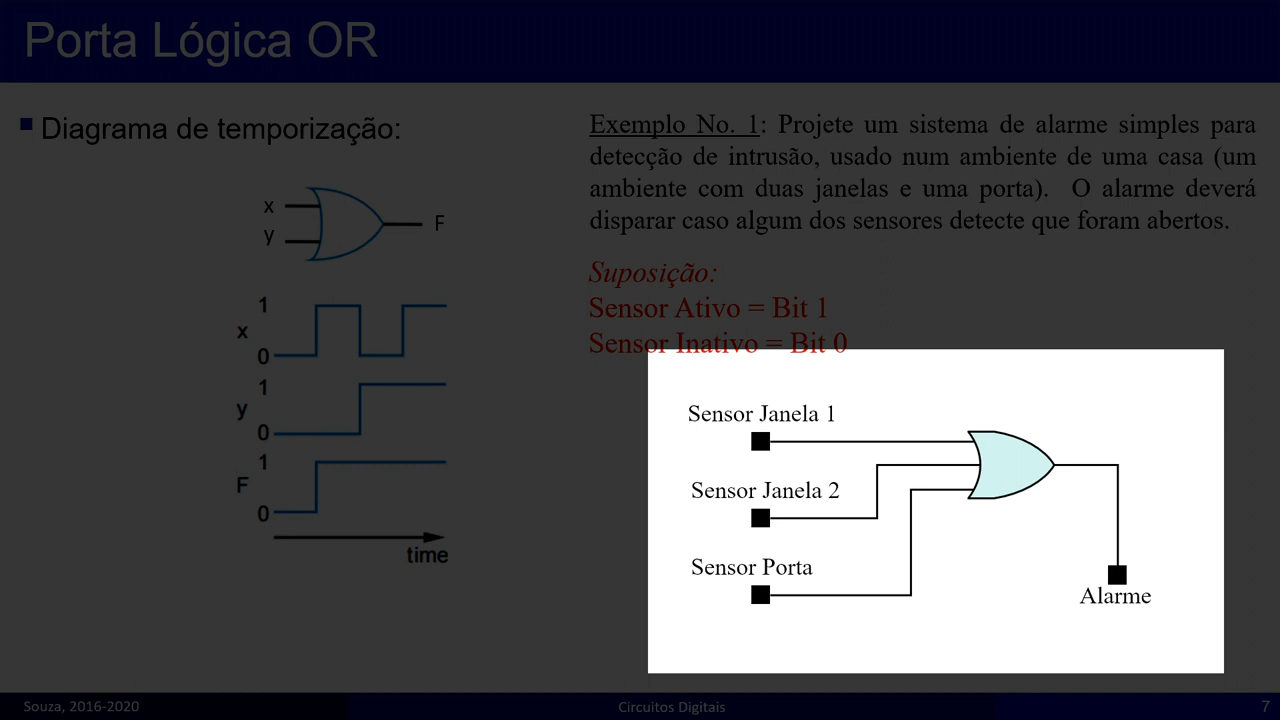 Porta Lógica OR
Diagrama de temporização:
x
y
F
1
x
0
1
y
0
1
F
0
time
Exemplo No. 1: Projete um sistema de alarme simples para
detecção de intrusão, usado num ambiente de uma casa (um
ambiente com duas janelas e uma porta). O alarme deverá
disparar caso algum dos sensores detecte que foram abertos.
Suposição:
Sensor Ativo = Bit 1
Sensor Inativo = Bit 0
Sensor Janela 1
Sensor Janela 2
Sensor Porta
Alarme
Souza, 2016-2020
Circuitos Digitais
7